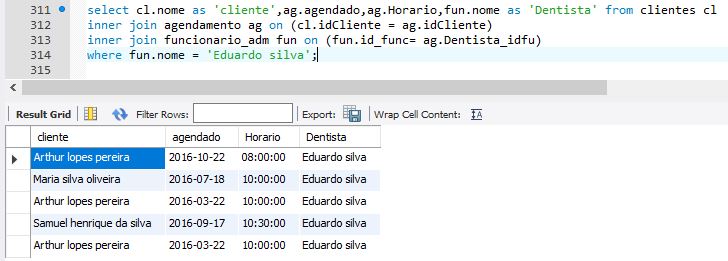 311 select cl.nome as 'cliente',ag.agendado,ag.Horario,fun.nome as 'Dentista' from clientes cl
312 inner join agendamento ag on (cl.idCliente = ag.idCliente)
313 inner join funcionario_adm fun on (fun.id_func= ag.Dentista_idfu)
314 where fun.nome = 'Eduardo silva';
315
Result Grid Filter Rows: Export: Wrap Cell Content: IA
cliente agendado Horario Dentista
Arthur lopes pereira 2016-10-22 08:00:00 Eduardo silva
Maria silva oliveira 2016-07-18 10:00:00 Eduardo silva
Arthur lopes pereira 2016-03-22 10:00:00 Eduardo silva
Samuel henrique da silva 2016-09-17 10:30:00 Eduardo silva
Arthur lopes pereira 2016-03-22 10:00:00 Eduardo silva